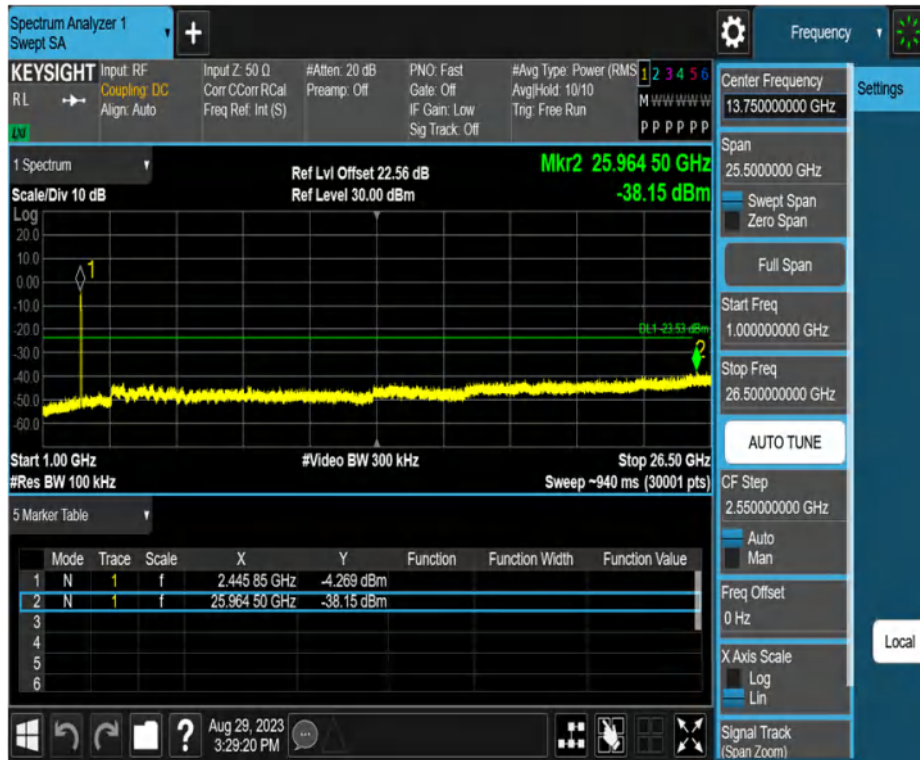 Spectrum Analyzer 1
Swept SA
+
Frequency
KEYSIGHT
RL
LXI
Input: RF
Coupling: DC
Align: Auto
Input Z: 50 Ω
Corr CCorr RCal
Freq Ref: Int (S)
#Atten: 20 dB
Preamp: Off
PNO: Fast
Gate: Off
IF Gain: Low
Sig Track: Off
#Avg Type: Power (RMS
Avg|Hold: 10/10
Trig: Free Run
1 2 3 4 5 6
M W W W W W
P P P P P P
1 Spectrum
Scale/Div 10 dB
Ref Lvl Offset 22.56 dB
Ref Level 30.00 dBm
Mkr2 25.964 50 GHz
-38.15 dBm
Log
20.0
10.0
0.00
-10.0
-20.0
-30.0
-40.0
-50.0
-60.0
1
DL1 -23.53 dBm
2
Start 1.00 GHz
#Res BW 100 kHz
#Video BW 300 kHz
Stop 26.50 GHz
Sweep ~940 ms (30001 pts)
5 Marker Table
Mode Trace Scale X Y Function Function Width Function Value
1 N 1 f 2.445 85 GHz -4.269 dBm
2 N 1 f 25.964 50 GHz -38.15 dBm
3
4
5
6
?
Aug 29, 2023
3:29:20 PM
Center Frequency
13.750000000 GHz
Span
25.5000000 GHz
Swept Span
Zero Span
Full Span
Start Freq
1.000000000 GHz
Stop Freq
26.500000000 GHz
AUTO TUNE
CF Step
2.550000000 GHz
Auto
Man
Freq Offset
0 Hz
X Axis Scale
Log
Lin
Signal Track
(Span Zoom)
Settings
Local